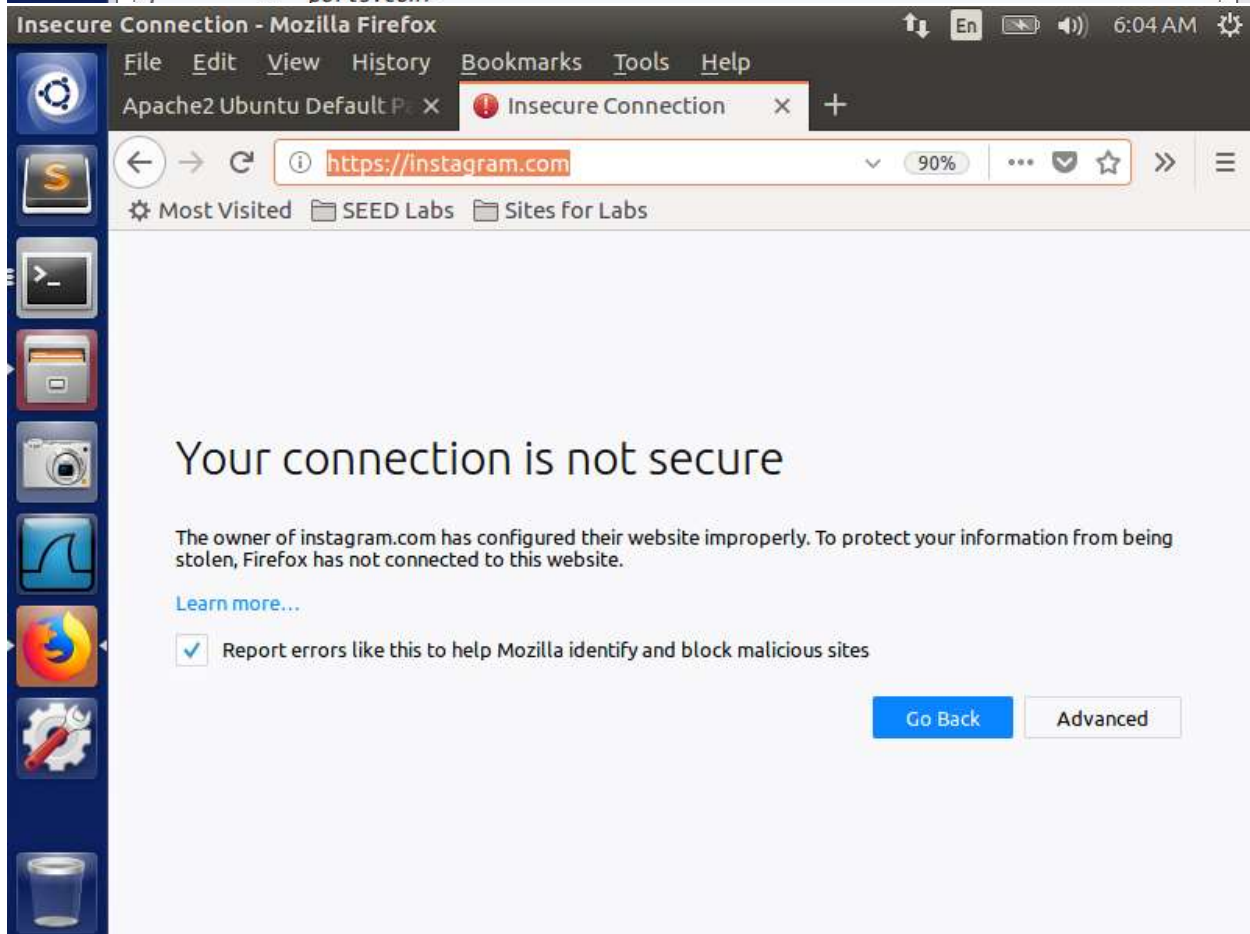 Insecure Connection - Mozilla Firefox En 6:04 AM
File Edit View History Bookmarks Tools Help
Apache2 Ubuntu Default P Insecure Connection
https://instagram.com 90%
Most Visited SEED Labs Sites for Labs
Your connection is not secure
The owner of instagram.com has configured their website improperly. To protect your information from being
stolen, Firefox has not connected to this website.
Learn more…
Report errors like this to help Mozilla identify and block malicious sites
Go Back Advanced